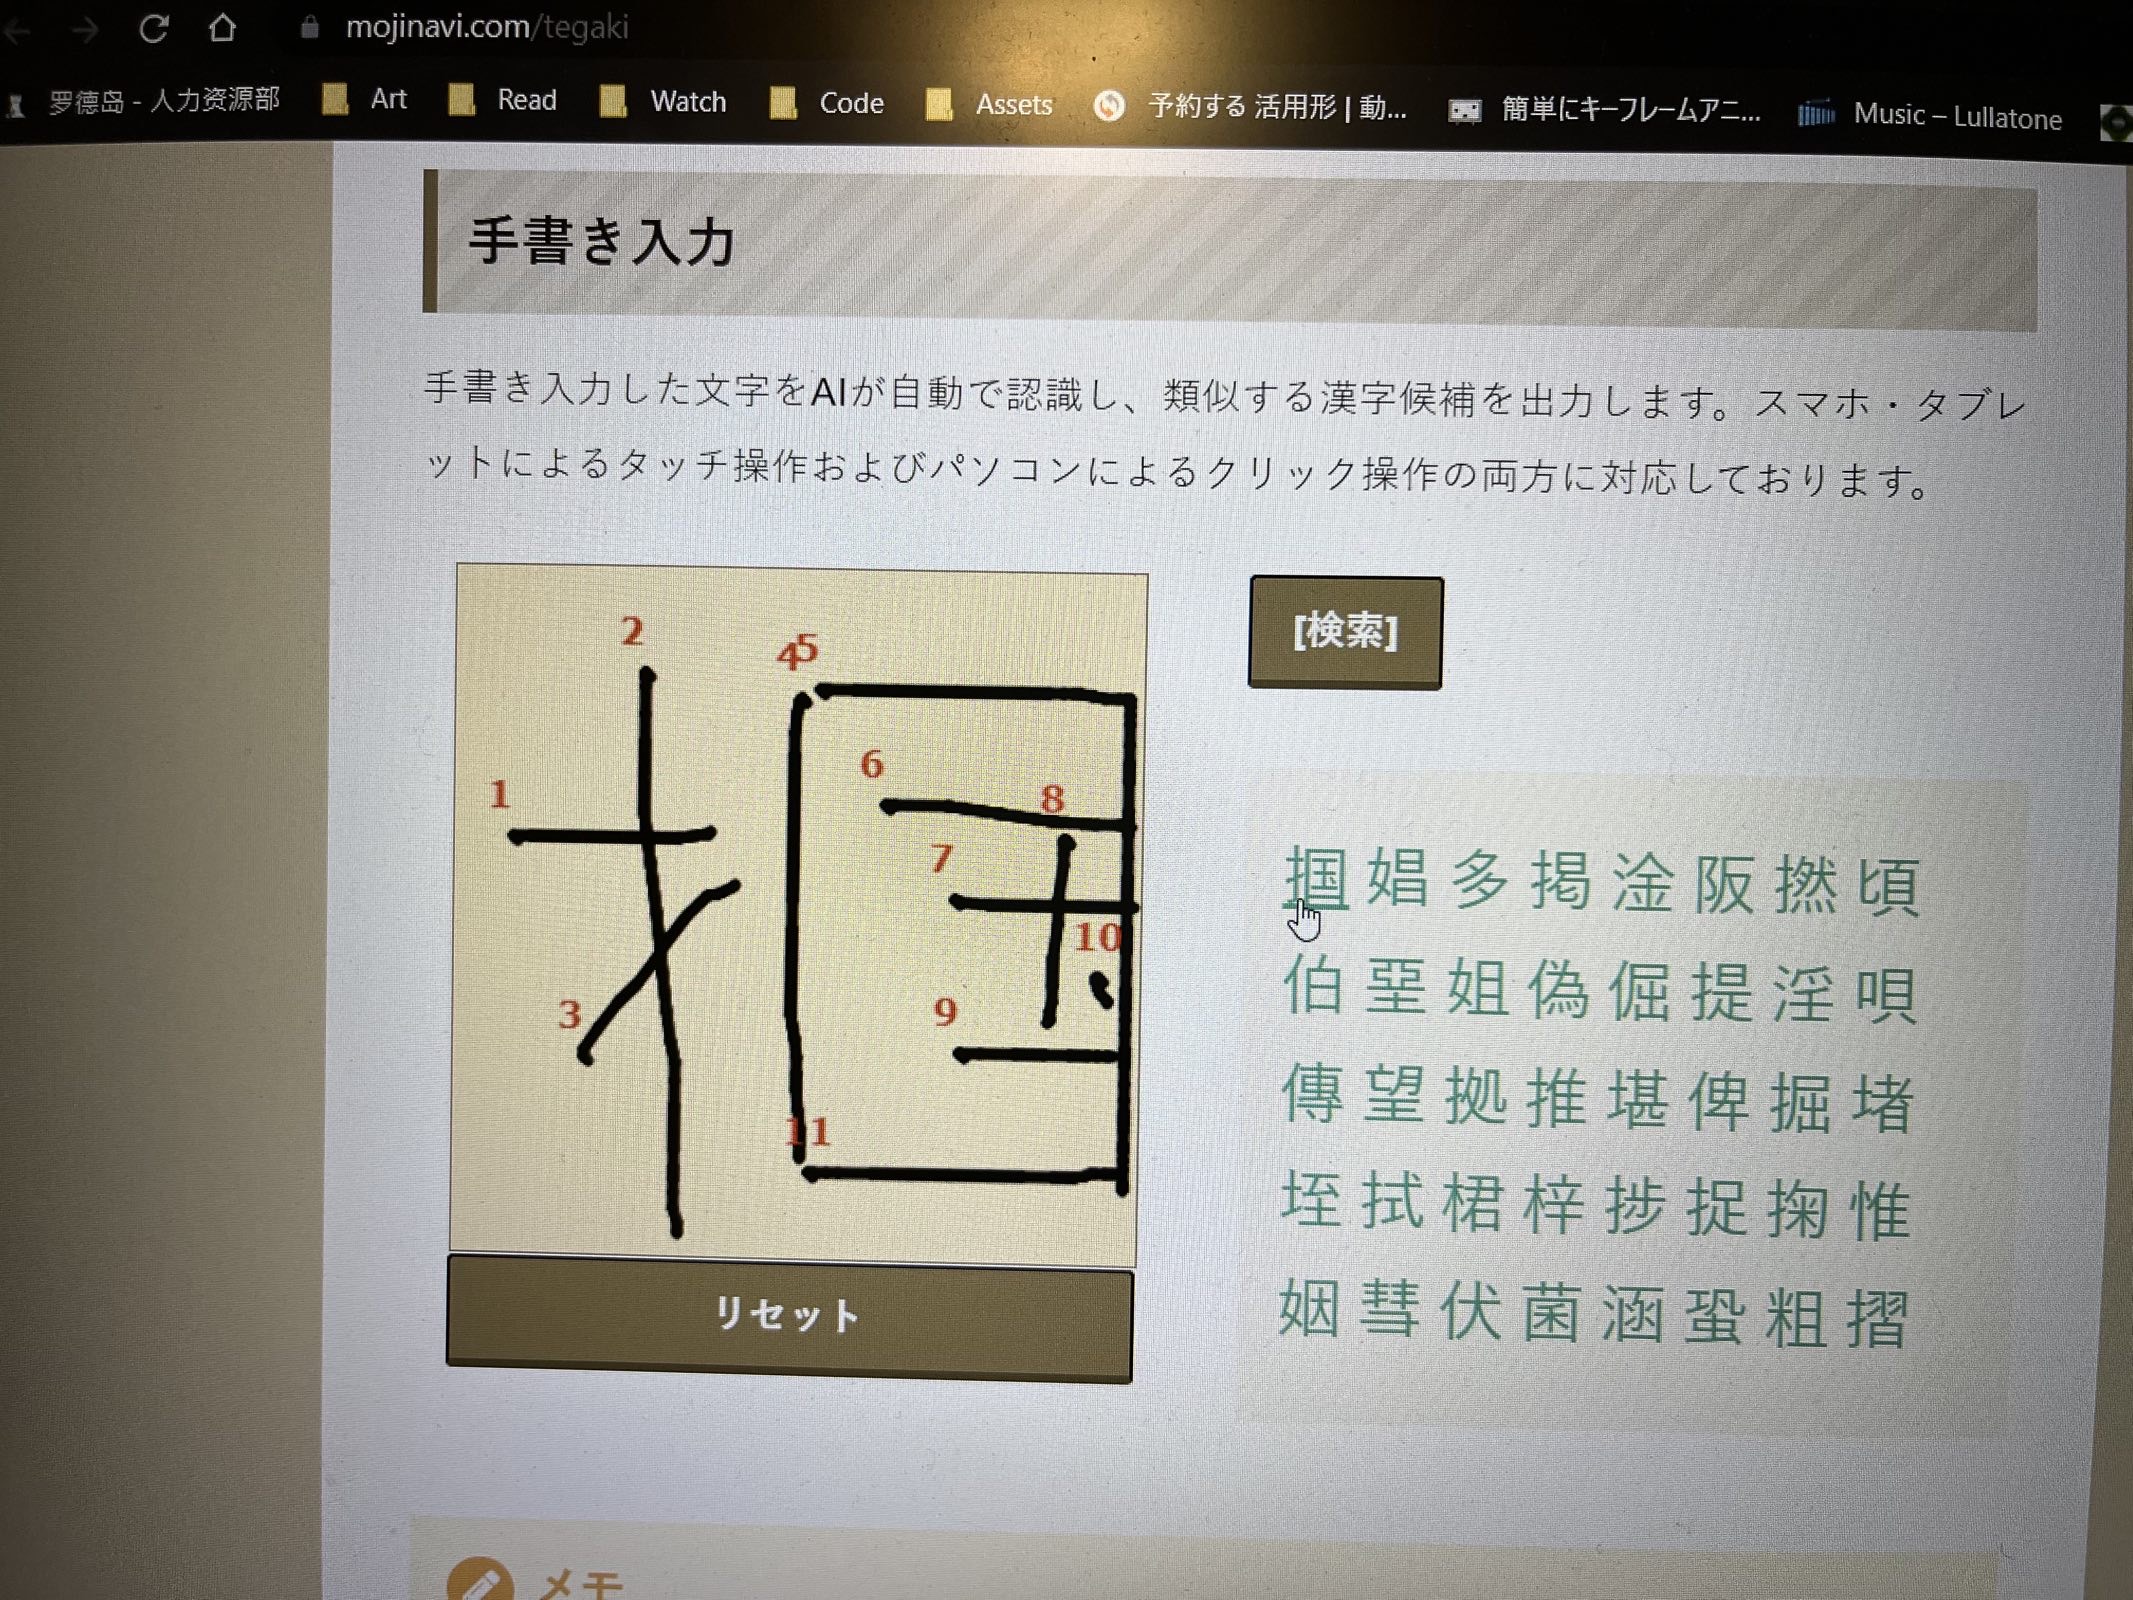 mojinavi.com/tegaki
罗德岛 - 人力资源部 Art Read Watch Code Assets 予約する 活用形 | 動... 簡単にキーフレームアニ... Music – Lullatone
手書き入力
手書き入力した文字をAIが自動で認識し、類似する漢字候補を出力します。スマホ・タブレ
ットによるタッチ操作およびパソコンによるクリック操作の両方に対応しております。
掴
1 2 3 4 5 6 7 8 9 10 11
リセット
[検索]
掴 娼 多 掲 淦 阪 撚 頃
伯 堊 姐 偽 倔 提 淫 唄
傳 望 拠 推 堪 俾 掘 堵
垤 拭 桾 梓 捗 捉 掬 惟
姻 彗 伏 菌 涵 蛩 粗 摺
メモ